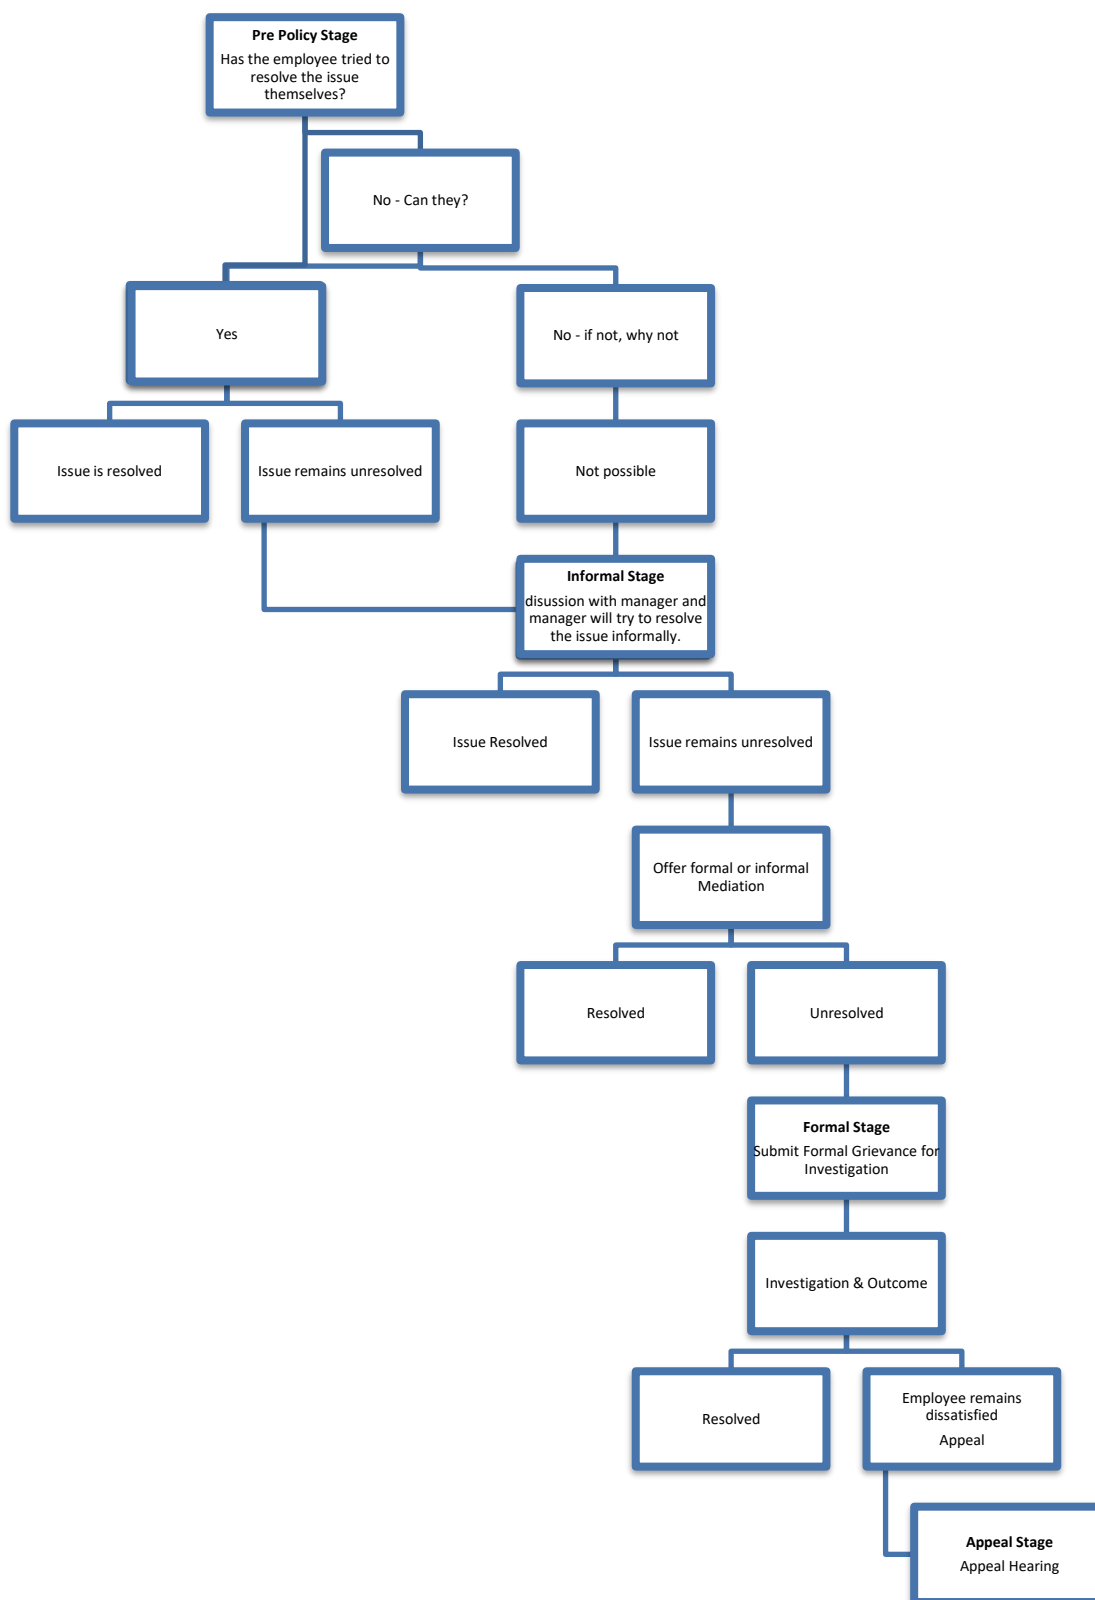 Pre Policy Stage
Has the employee tried to
resolve the issue
themselves?
No - Can they?
Yes
No - if not, why not
Issue is resolved
Issue remains unresolved
Not possible
Informal Stage
disussion with manager and
manager will try to resolve
the issue informally.
Issue Resolved
Issue remains unresolved
Offer formal or informal
Mediation
Resolved
Unresolved
Formal Stage
Submit Formal Grievance for
Investigation
Investigation & Outcome
Resolved
Employee remains
dissatisfied
Appeal
Appeal Stage
Appeal Hearing